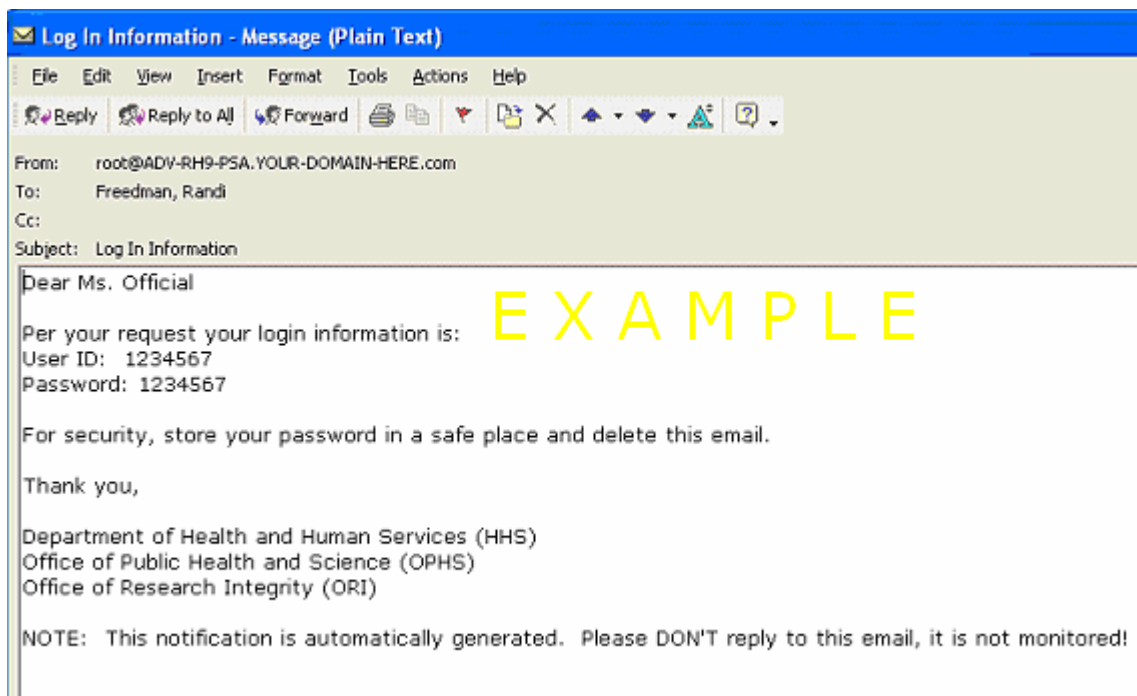 Log In Information - Message (Plain Text)
File Edit View Insert Format Tools Actions Help
Reply Reply to All Forward
From: root@ADV-RH9-PSA.YOUR-DOMAIN-HERE.com
To: Freedman, Randi
Cc:
Subject: Log In Information
Dear Ms. Official
E X A M P L E
Per your request your login information is:
User ID: 1234567
Password: 1234567
For security, store your password in a safe place and delete this email.
Thank you,
Department of Health and Human Services (HHS)
Office of Public Health and Science (OPHS)
Office of Research Integrity (ORI)
NOTE: This notification is automatically generated. Please DON'T reply to this email, it is not monitored!